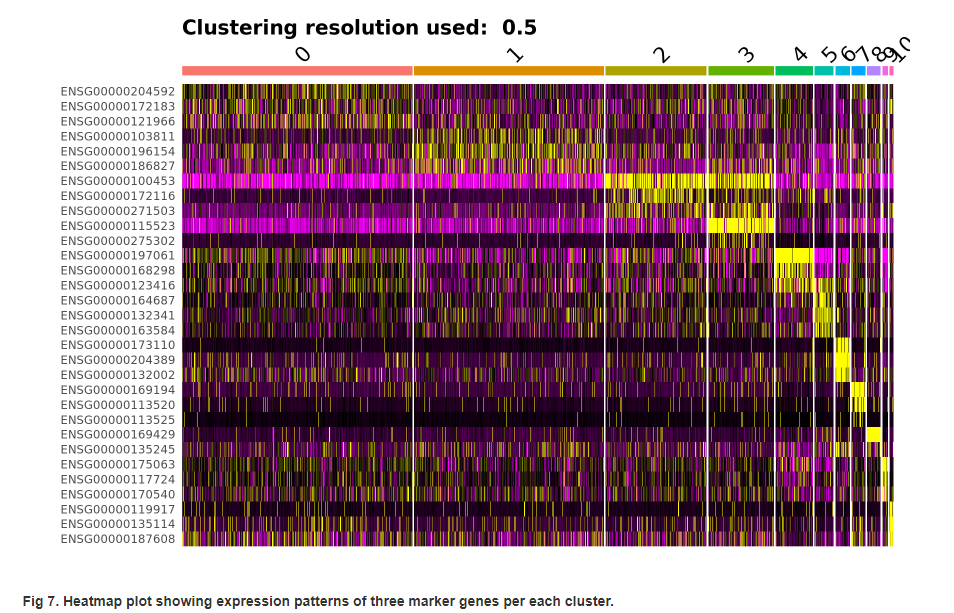 Clustering resolution used:  0.5
0 1 2 3 4 5 6 7 8 9 10
ENSG00000204592
ENSG00000172183
ENSG00000121966
ENSG00000103811
ENSG00000196154
ENSG00000186827
ENSG00000100453
ENSG00000172116
ENSG00000271503
ENSG00000115523
ENSG00000275302
ENSG00000197061
ENSG00000168298
ENSG00000123416
ENSG00000164687
ENSG00000132341
ENSG00000163584
ENSG00000173110
ENSG00000204389
ENSG00000132002
ENSG00000169194
ENSG00000113520
ENSG00000113525
ENSG00000169429
ENSG00000135245
ENSG00000175063
ENSG00000117724
ENSG00000170540
ENSG00000119917
ENSG00000135114
ENSG00000187608
Fig 7. Heatmap plot showing expression patterns of three marker genes per each cluster.